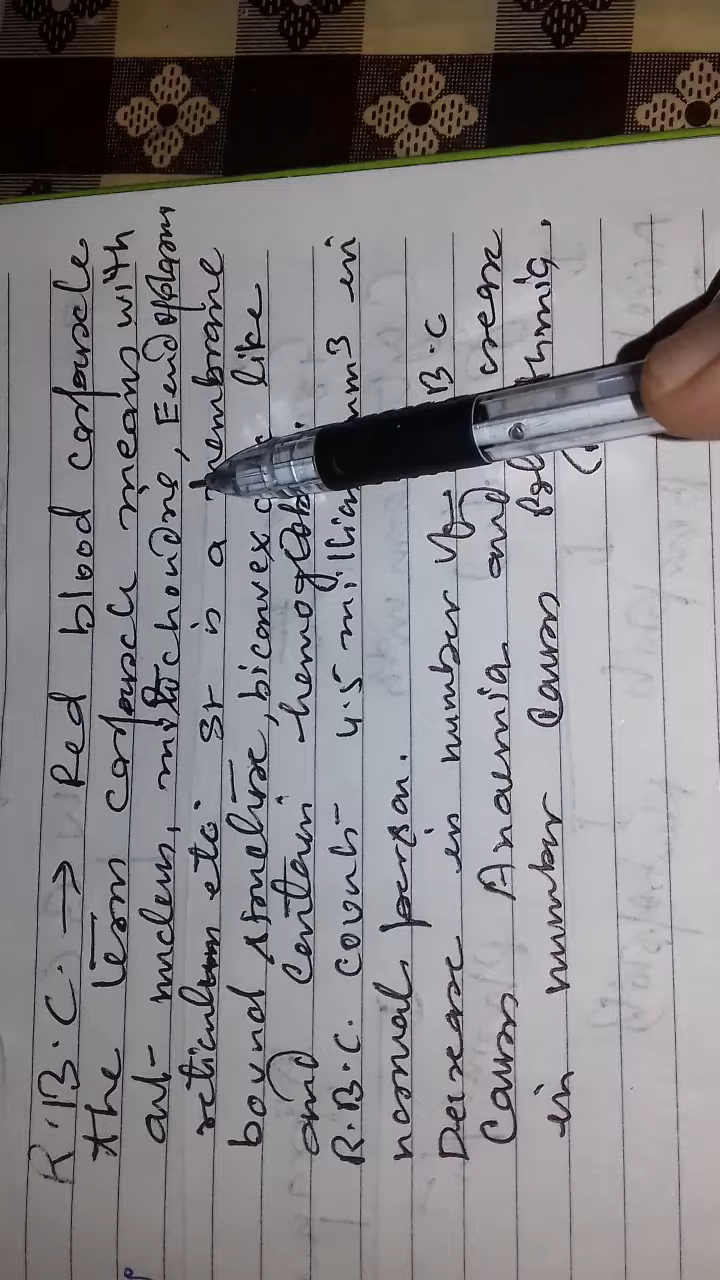 R.B.C. → Red blood corpuscle
the term corpuscle means with
out nucleus, mitochondria, Endoplasm
reticulum etc. It is a membrane
bound structure, biconvex like
and contain hemoglob
R.B.C. count - 4.5 million mm3 in
normal person.
Decrease in number of B.C
Causes Anaemia and crease
in number causes